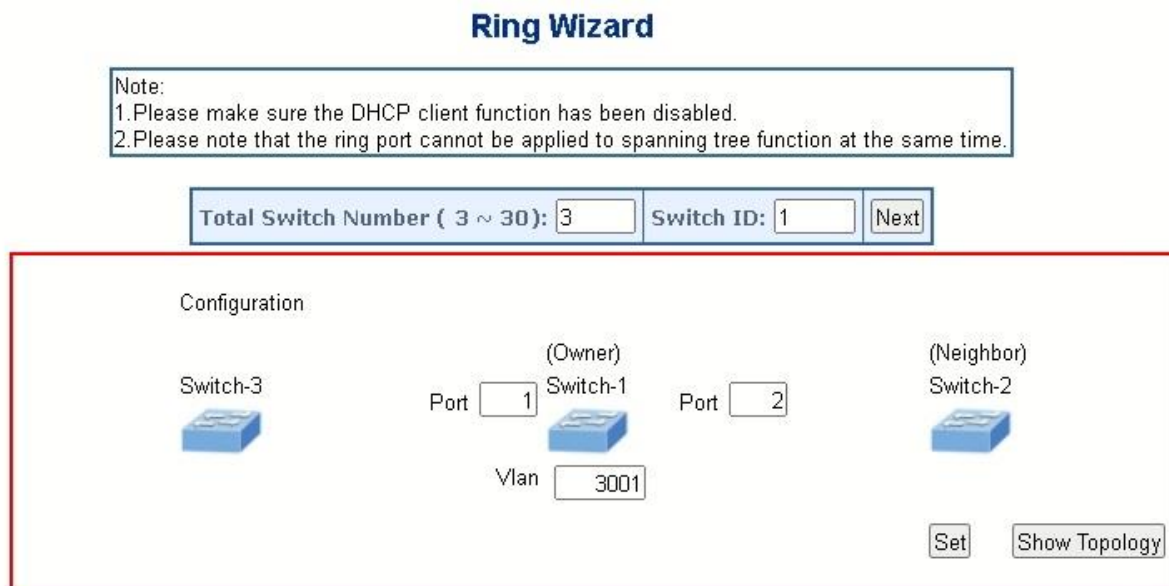 Ring Wizard
Note:
1.Please make sure the DHCP client function has been disabled.
2.Please note that the ring port cannot be applied to spanning tree function at the same time.
Total Switch Number ( 3 ~ 30): 3 Switch ID: 1 Next
Configuration
(Owner) (Neighbor)
Switch-3 Port 1 Switch-1 Port 2 Switch-2
Vlan 3001
Set Show Topology